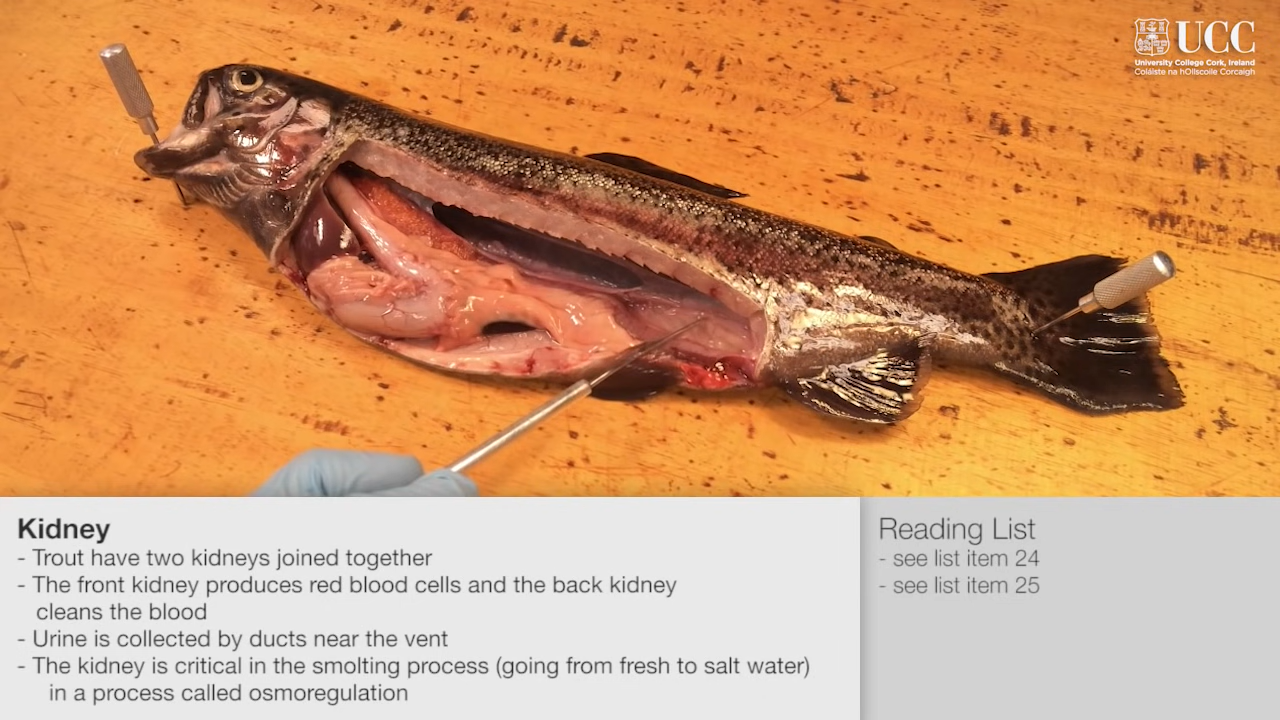 UCC
University College Cork, Ireland
Coláiste na hOllscoile Corcaigh
Kidney
- Trout have two kidneys joined together
- The front kidney produces red blood cells and the back kidney
cleans the blood
- Urine is collected by ducts near the vent
- The kidney is critical in the smolting process (going from fresh to salt water)
in a process called osmoregulation
Reading List
- see list item 24
- see list item 25